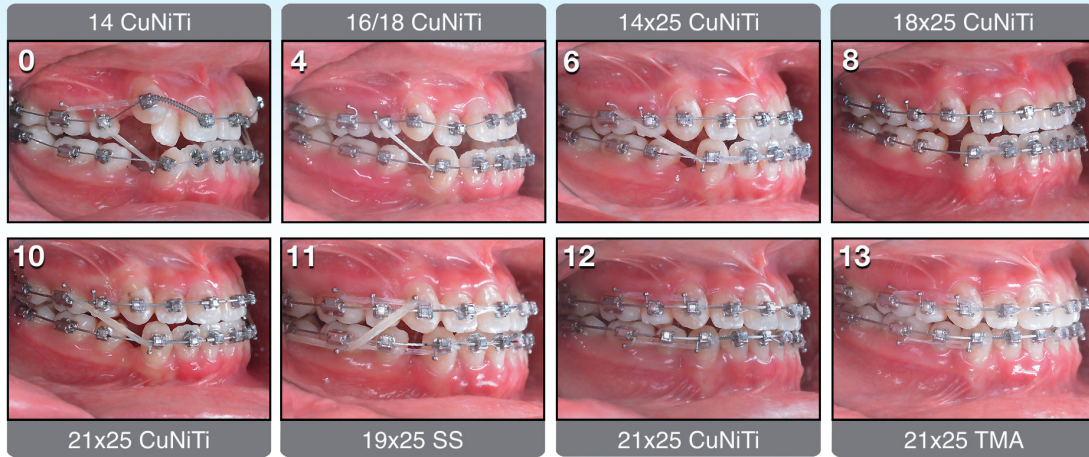 14 CuNiTi
16/18 CuNiTi
14x25 CuNiTi
18x25 CuNiTi
0
4
6
8
10
11
12
13
21x25 CuNiTi
19x25 SS
21x25 CuNiTi
21x25 TMA